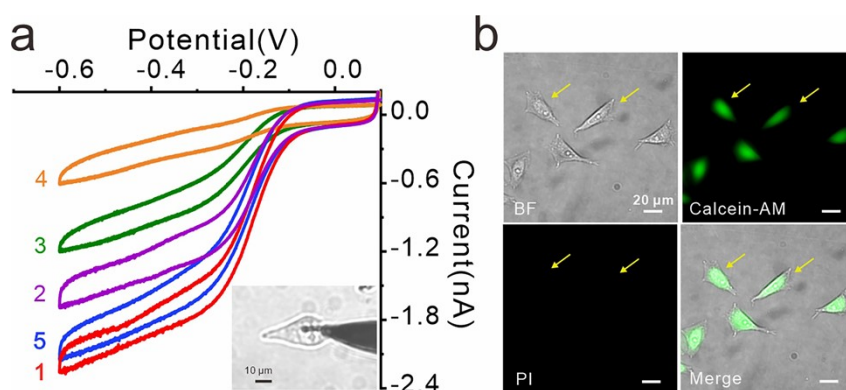 a
Potential(V)
-0.6 -0.4 -0.2 0.0
0.0
-0.6
-1.2
-1.8
-2.4
Current(nA)
4
3
2
5
1
10 µm
b
BF
20 µm
Calcein-AM
PI
Merge